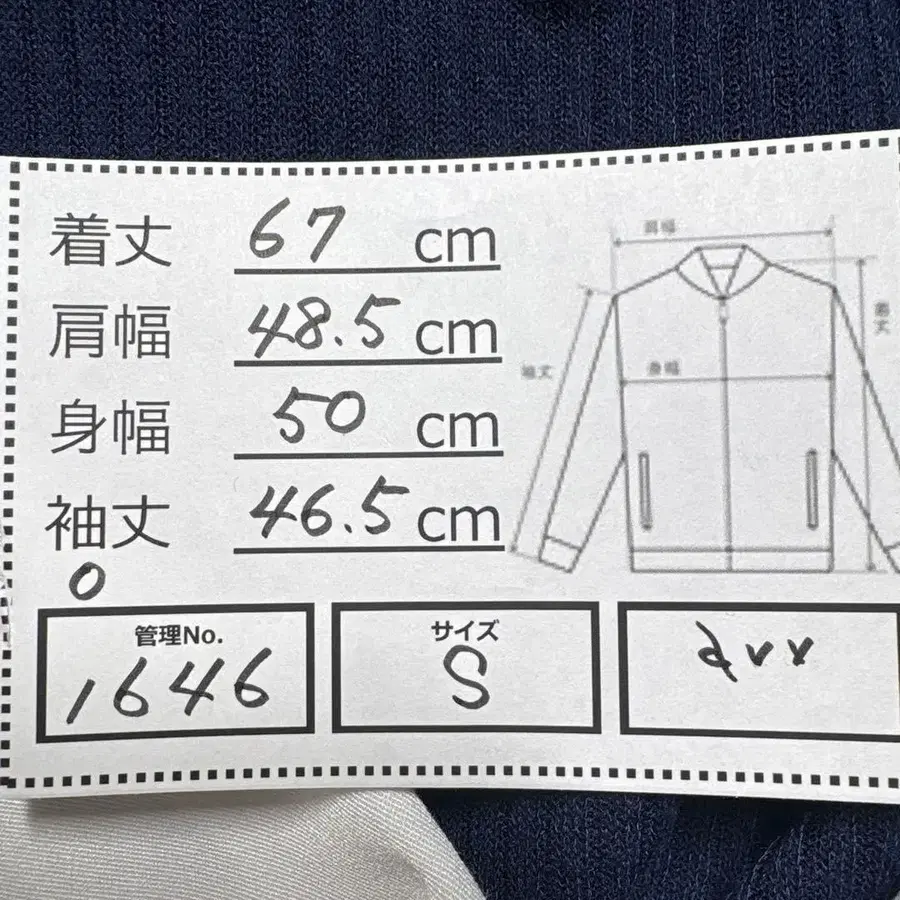 着丈 67 cm
肩幅 48.5 cm
身幅 50 cm
袖丈 46.5 cm
0
管理No.
1646
サイズ
S
肩幅
着丈
袖丈
身幅